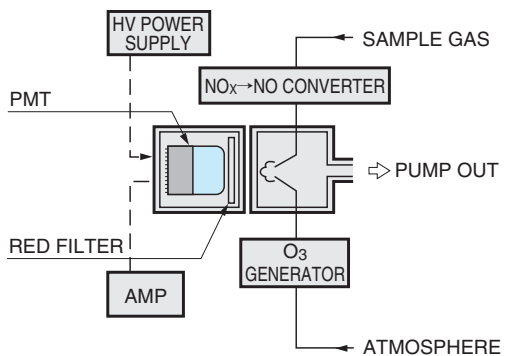 HV POWER
SUPPLY
SAMPLE GAS
NOx→NO CONVERTER
PMT
PUMP OUT
RED FILTER
O3
GENERATOR
AMP
ATMOSPHERE